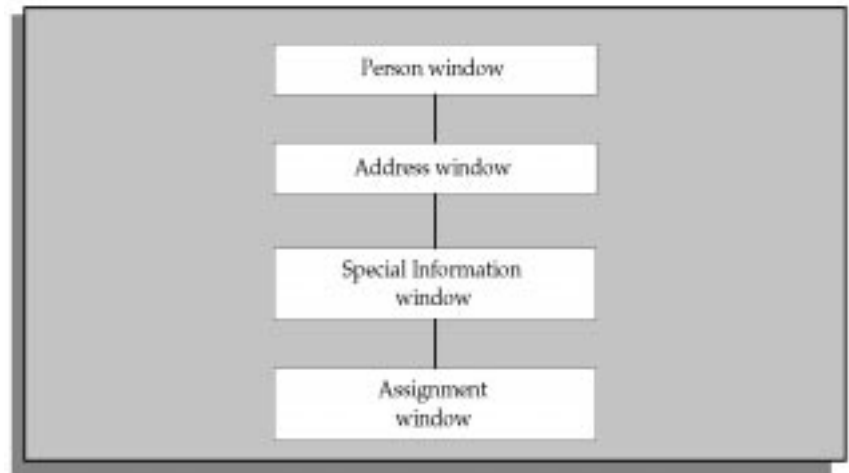 Person window
Address window
Special Information
window
Assignment
window